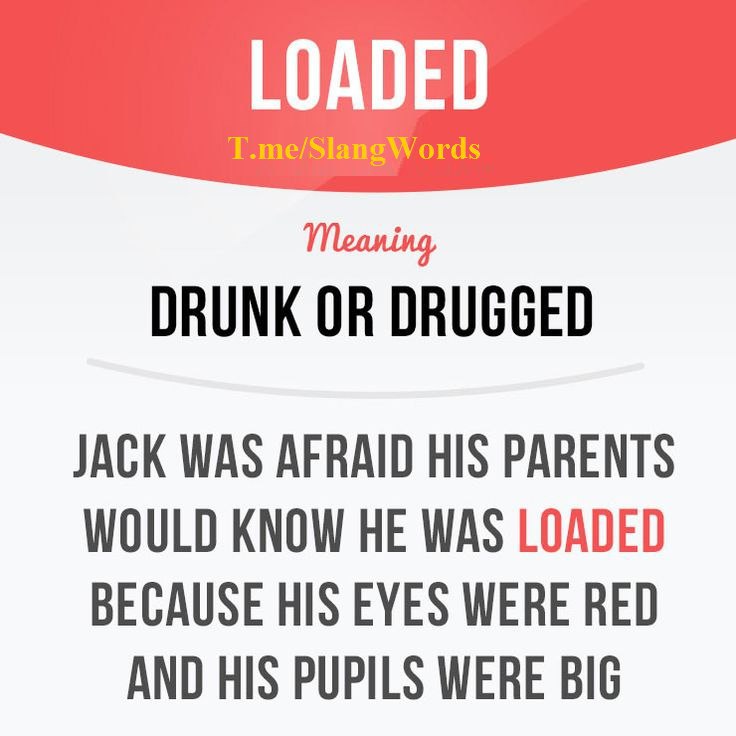 LOADED
T.me/SlangWords
Meaning
DRUNK OR DRUGGED
JACK WAS AFRAID HIS PARENTS
WOULD KNOW HE WAS LOADED
BECAUSE HIS EYES WERE RED
AND HIS PUPILS WERE BIG